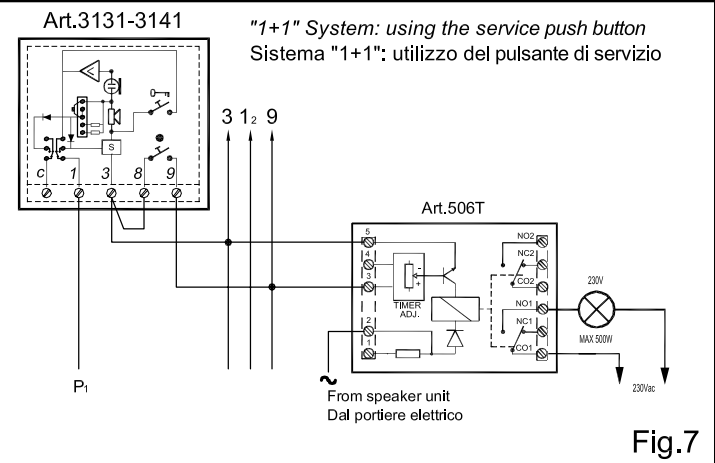 Art.3131-3141
"1+1" System: using the service push button
Sistema "1+1": utilizzo del pulsante di servizio
S
C 1 3 8 9
3 1₂ 9
P₁
Art.506T
5
4
3
2
1
- +
TIMER
ADJ.
NO2
NC2
CO2
NO1
NC1
CO1
230V
MAX 500W
230Vac
~
From speaker unit
Dal portiere elettrico
Fig.7